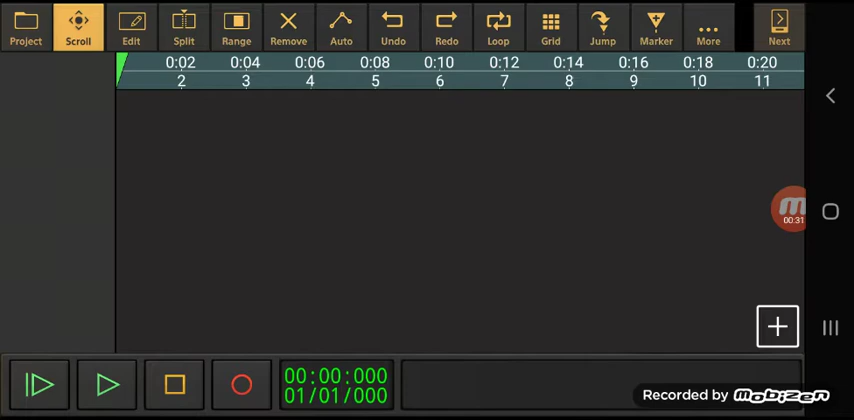 Project Scroll Edit Split Range Remove Auto Undo Redo Loop Grid Jump Marker More Next
0:02 0:04 0:06 0:08 0:10 0:12 0:14 0:16 0:18 0:20
2 3 4 5 6 7 8 9 10 11
00:31
00:00:000
01/01/000
Recorded by mobizen